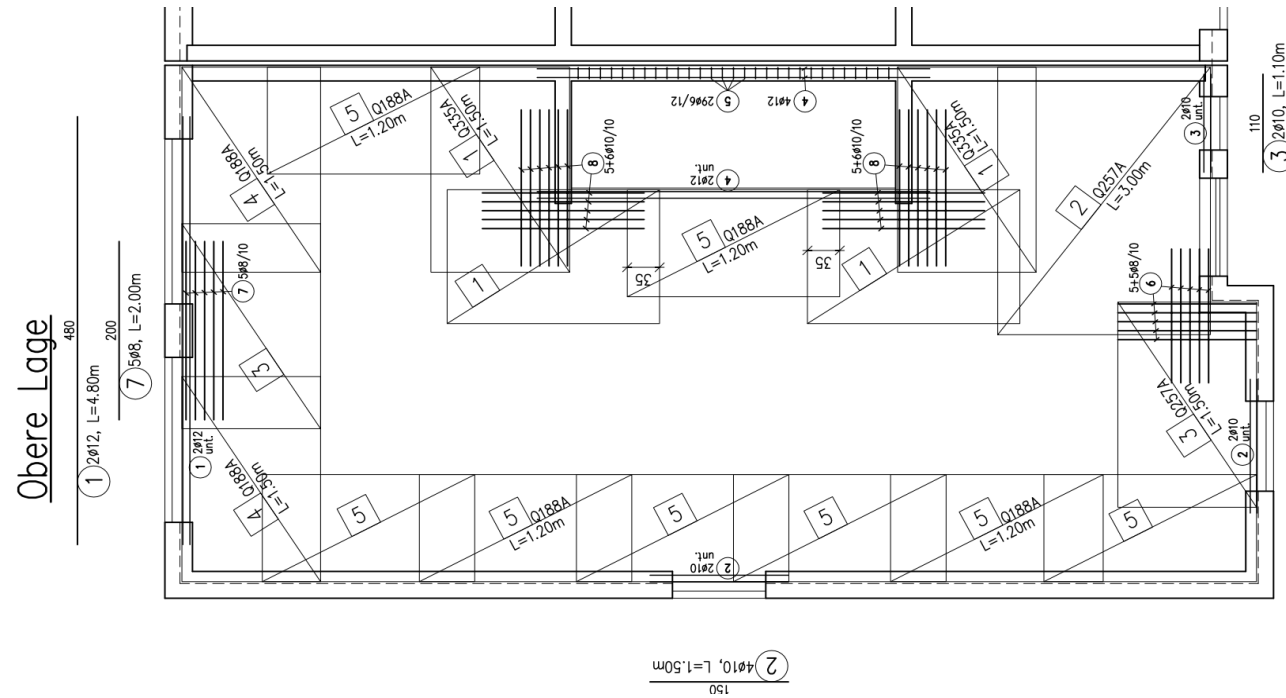 Obere Lage
480
1 2ø12, L=4.80m
200
7 5ø8, L=2.00m
4 Q188A
L=1.50m
5 Q188A
L=1.20m
1 Q335A
L=1.50m
5 29ø6/12
4 4ø12
8 5+6ø10/10
4 2ø12
unt.
8 5+6ø10/10
1 Q335A
L=1.50m
2 Q257A
L=3.00m
3 2ø10
unt.
110
3 2ø10, L=1.10m
7 5ø8/10
3
1
35
5 Q188A
L=1.20m
35
1
6 5+5ø8/10
3 Q257A
L=1.50m
1 2ø12
unt.
4 Q188A
L=1.50m
2 2ø10
unt.
5
5 Q188A
L=1.20m
5
5
5 Q188A
L=1.20m
5
2 2ø10
unt.
2 4ø10, L=1.50m
150